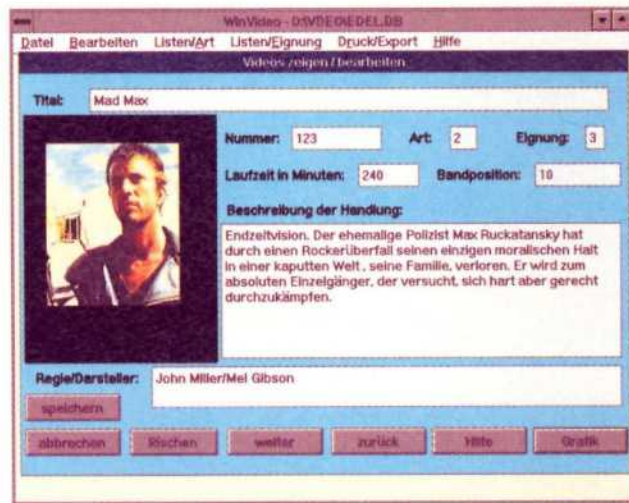 WinVideo - D:\VDEO\EDEL.DB
Datei Bearbeiten Listen/Art Listen/Eignung Druck/Export Hilfe
Videos zeigen / bearbeiten
Titel: Mad Max
Nummer: 123 Art: 2 Eignung: 3
Laufzeit in Minuten: 240 Bandposition: 10
Beschreibung der Handlung:
Endzeitvision. Der ehemalige Polizist Max Ruckatansky hat
durch einen Rockerüberfall seinen einzigen moralischen Halt
in einer kaputten Welt , seine Familie, verloren. Er wird zum
absoluten Einzelgänger, der versucht, sich hart aber gerecht
durchzukämpfen.
Regie/Darsteller: John Miller/Mel Gibson
speichern
abbrechen löschen weiter zurück Hilfe Grafik